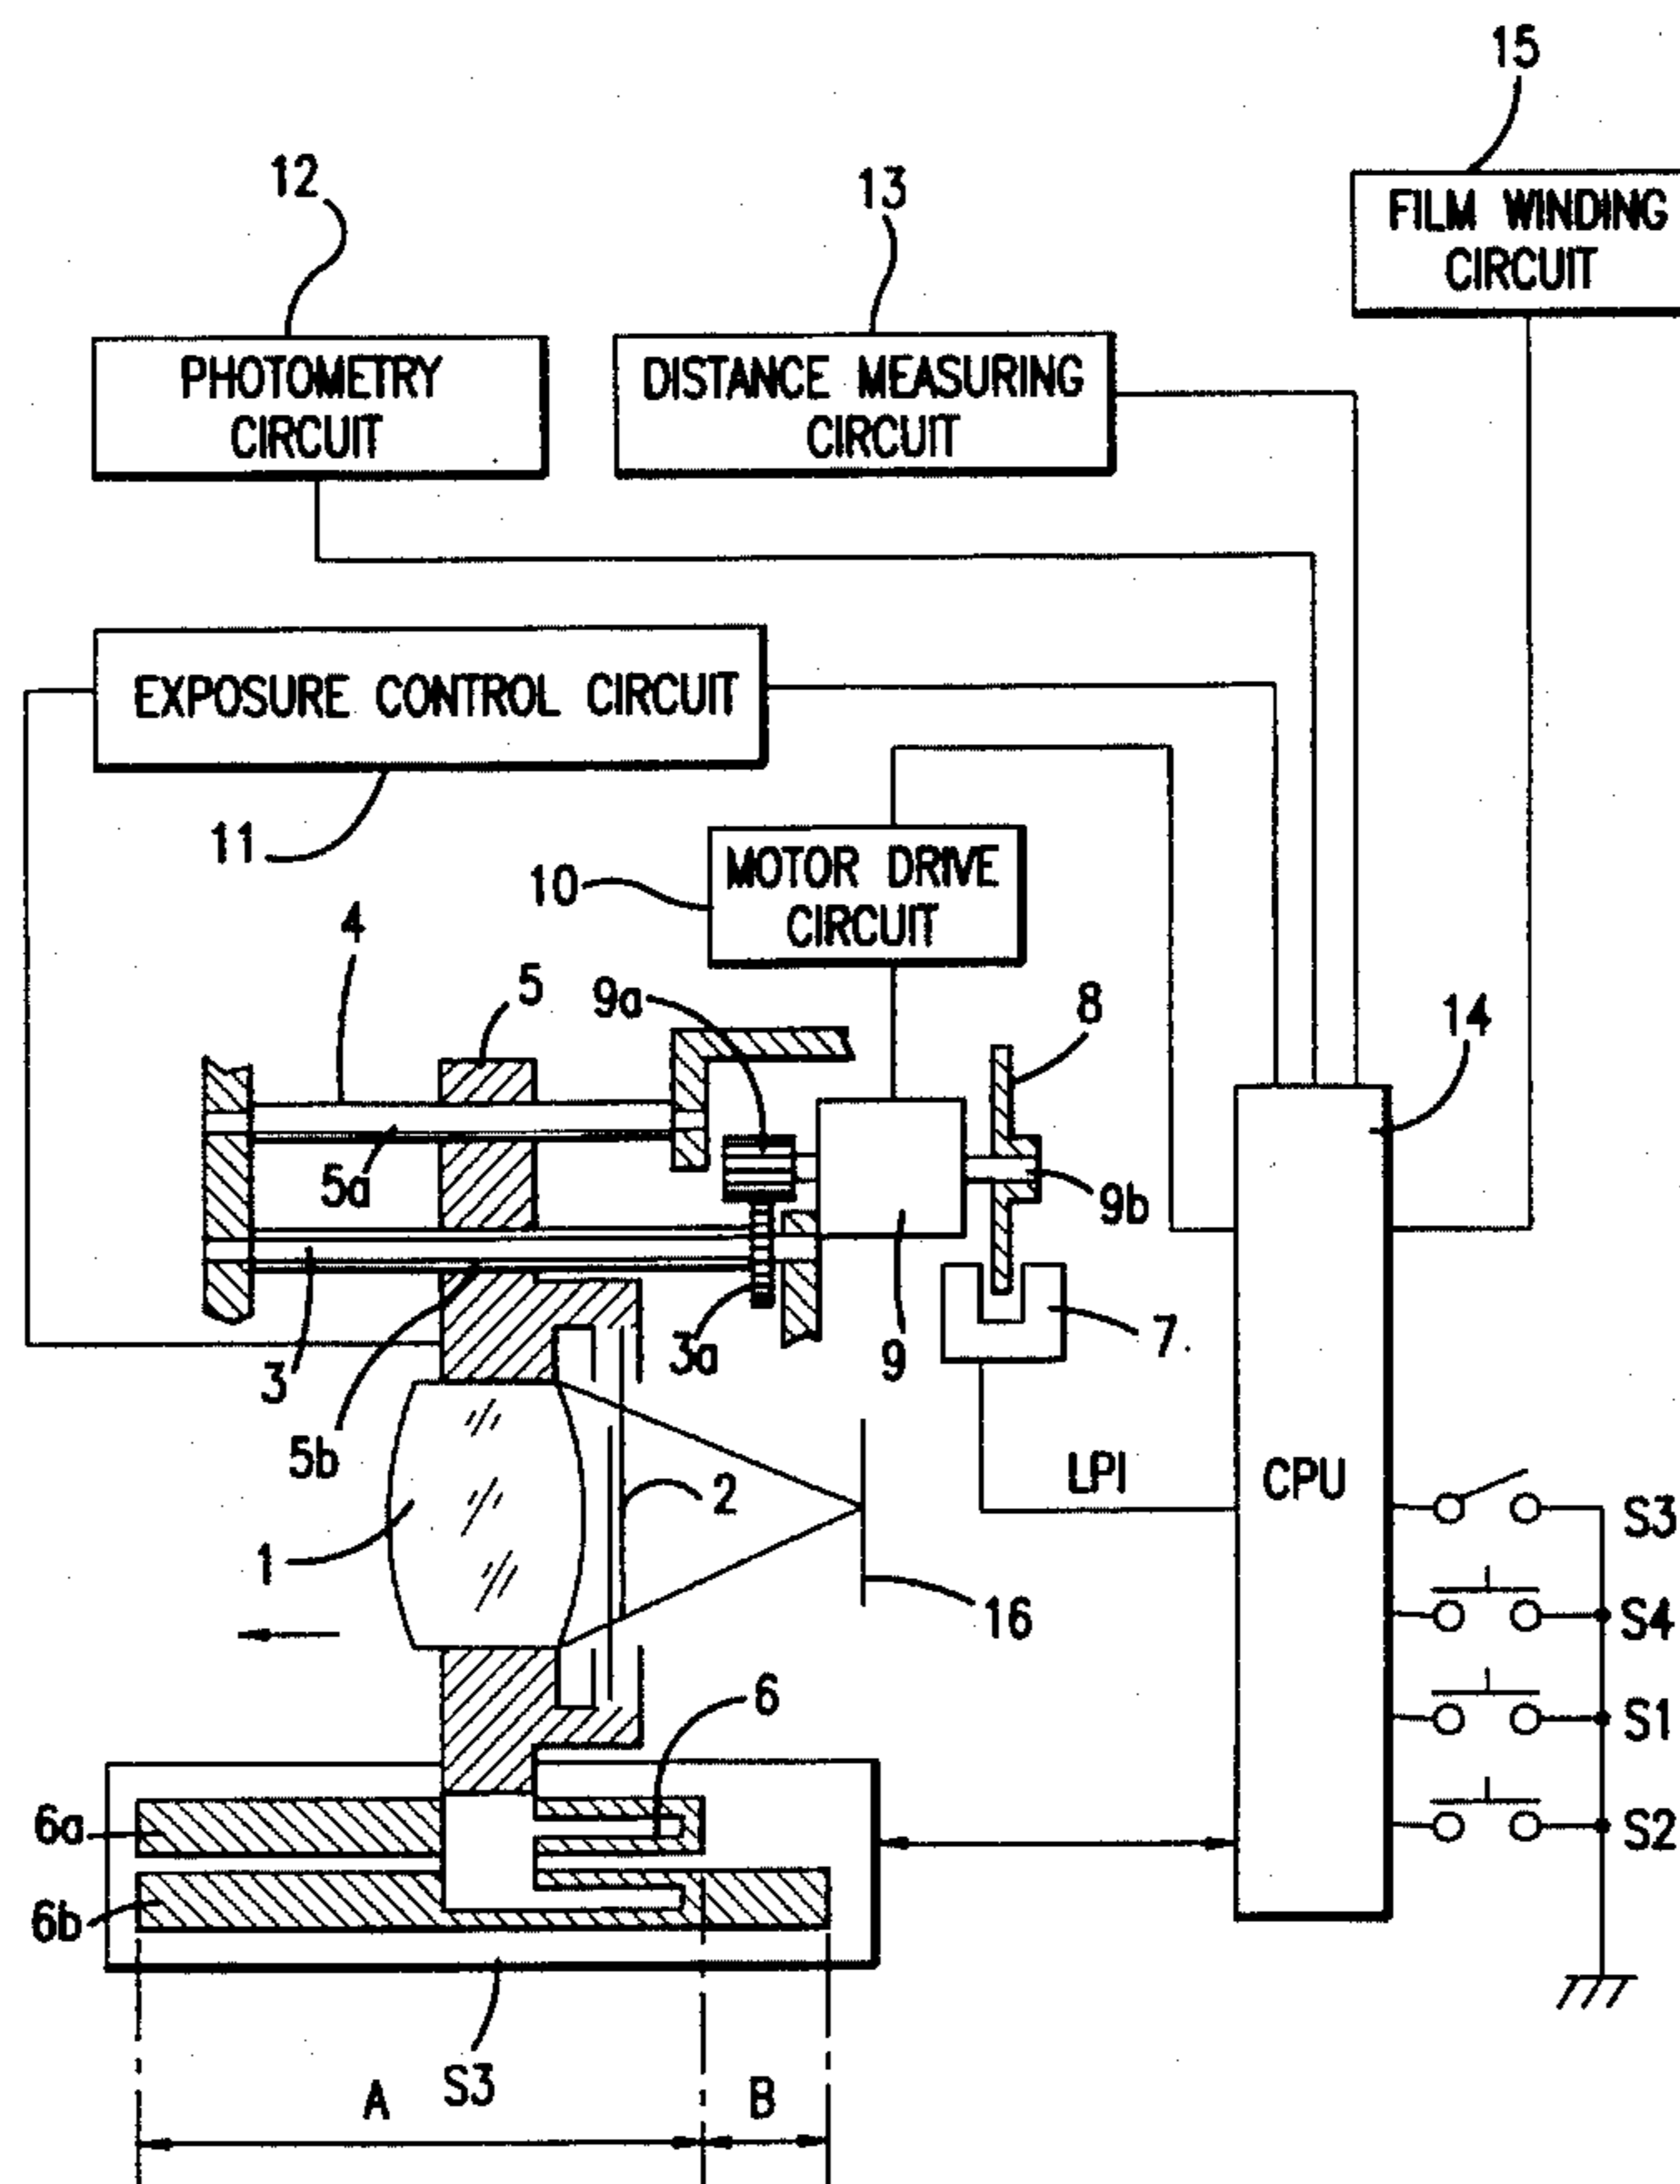 15
12
13
FILM WINDING
CIRCUIT
PHOTOMETRY
CIRCUIT
DISTANCE MEASURING
CIRCUIT
EXPOSURE CONTROL CIRCUIT
11
10
MOTOR DRIVE
CIRCUIT
4
5
9a
8
14
5a
9b
3
3a
9
7
5b
2
LPI
CPU
S3
1
16
S4
6
S1
6a
S2
6b
S3
A
B